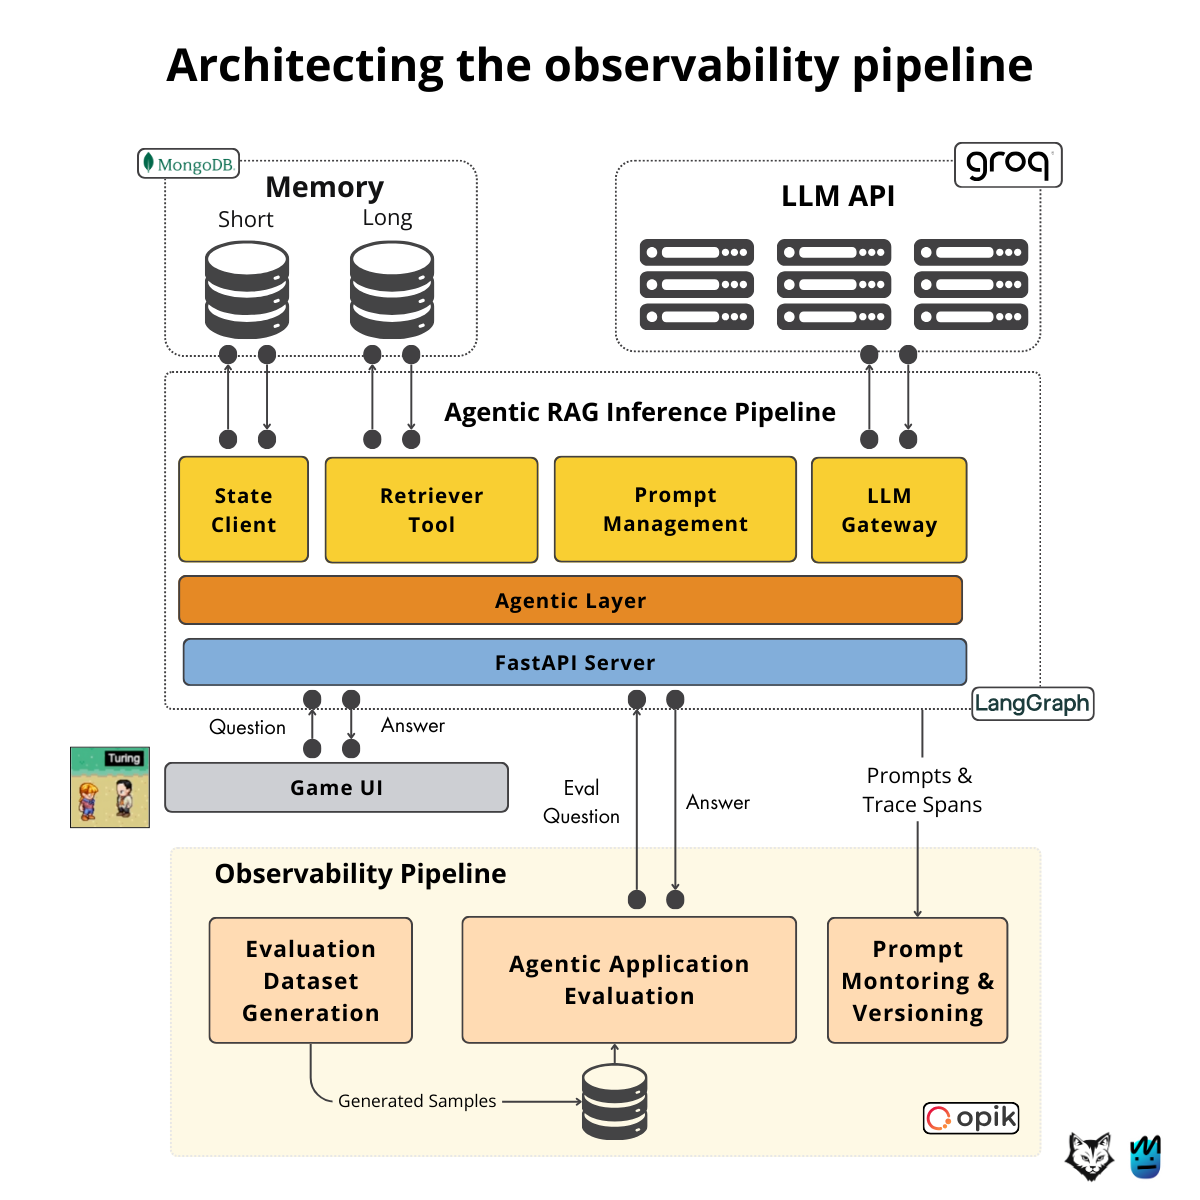 Architecting the observability pipeline
MongoDB.
Memory
Short
Long
groq
LLM API
Agentic RAG Inference Pipeline
State
Client
Retriever
Tool
Prompt
Management
LLM
Gateway
Agentic Layer
FastAPI Server
LangGraph
Question
Answer
Turing
Game UI
Eval
Question
Answer
Prompts &
Trace Spans
Observability Pipeline
Evaluation
Dataset
Generation
Agentic Application
Evaluation
Prompt
Montoring &
Versioning
Generated Samples
opik